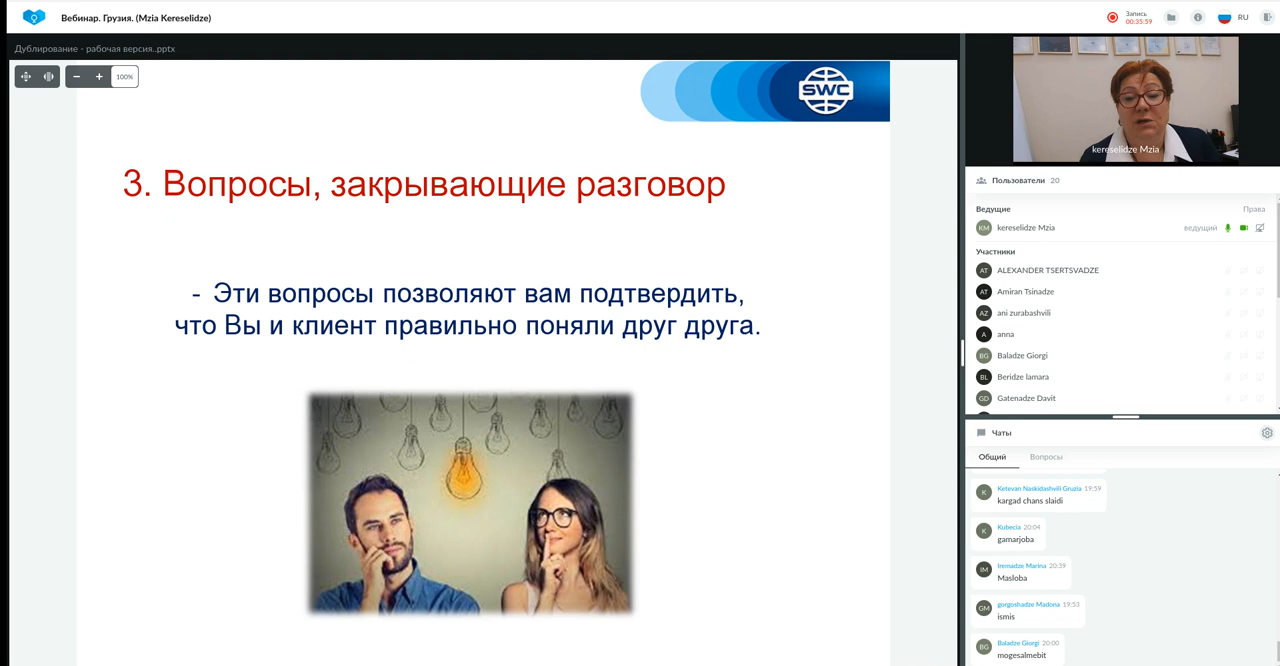 Вебинар. Грузия. (Mzia Kereselidze)
Запись
00:35:59
RU
Дублирование - рабочая версия..pptx
100%
SWC
3. Вопросы, закрывающие разговор
- Эти вопросы позволяют вам подтвердить,
что Вы и клиент правильно поняли друг друга.
kereselidze Mzia
Пользователи 20
Ведущие Права
KM kereselidze Mzia ведущий
Участники
AT ALEXANDER TSERTSVADZE
AT Amiran Tsinadze
AZ ani zurabashvili
A anna
BG Baladze Giorgi
BL Beridze lamara
GD Gatenadze Davit
Чаты
Общий Вопросы
K Ketevan Naskidashvili Gruzia 19:59
kargad chans slaidi
K Kubecia 20:04
gamarjoba
IM Iremadze Marina 20:39
Masloba
GM gorgoshadze Madona 19:53
ismis
BG Baladze Giorgi 20:00
mogesalmebit